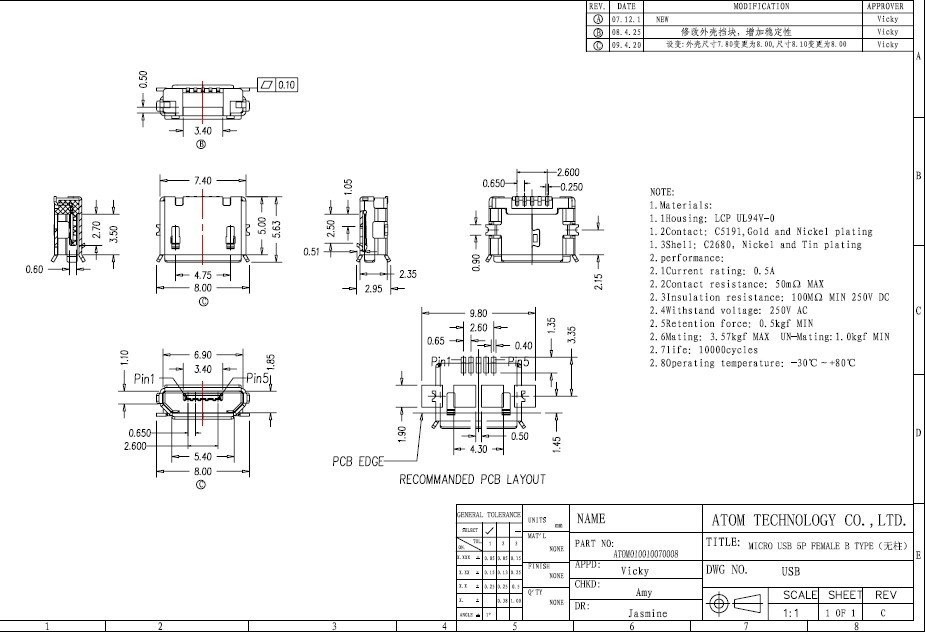 REV. DATE MODIFICATION APPROVER
A 07.12.1 NEW Vicky
B 08.4.25 修改外壳挡块, 增加稳定性 Vicky
C 09.4.20 设变:外壳尺寸7.80变更为8.00,尺寸8.10变更为8.00 Vicky
A
B
C
D
E
0.50
0.10
3.40
B
7.40
5.00
5.63
4.75
8.00
C
2.70
3.50
0.60
1.05
2.50
0.51
2.35
2.95
2.600
0.650
0.250
0.90
2.15
NOTE:
1.Materials:
1.1Housing: LCP UL94V-0
1.2Contact: C5191,Gold and Nickel plating
1.3Shell: C2680, Nickel and Tin plating
2.performance:
2.1Current rating: 0.5A
2.2Contact resistance: 50mΩ MAX
2.3Insulation resistance: 100MΩ MIN 250V DC
2.4Withstand voltage: 250V AC
2.5Retention force: 0.5kgf MIN
2.6Mating: 3.57kgf MAX UN-Mating:1.0kgf MIN
2.7life: 10000cycles
2.8Operating temperature: -30℃ ~ +80℃
6.90
3.40
1.10
1.85
Pin1
Pin5
0.650
2.600
5.40
8.00
C
9.80
2.60
0.65
0.40
1.35
3.35
Pin1
Pin5
1.90
0.50
1.45
4.30
PCB EDGE
RECOMMANDED PCB LAYOUT
GENERAL TOLERANCE
SELECT
TOL. 1 2 3
X.XXX
X.XX
X.X
X.
ANGLE
UNITS mm
MAT'L NONE
FINISH NONE
Q'TY NONE
NAME
PART NO: ATOM010010070008
APPD: Vicky
CHKD: Amy
DR: Jasmine
ATOM TECHNOLOGY CO.,LTD.
TITLE: MICRO USB 5P FEMALE B TYPE (无柱)
DWG NO. USB
SCALE SHEET REV
1:1 1 OF 1 C
1 2 3 4 5 6 7 8